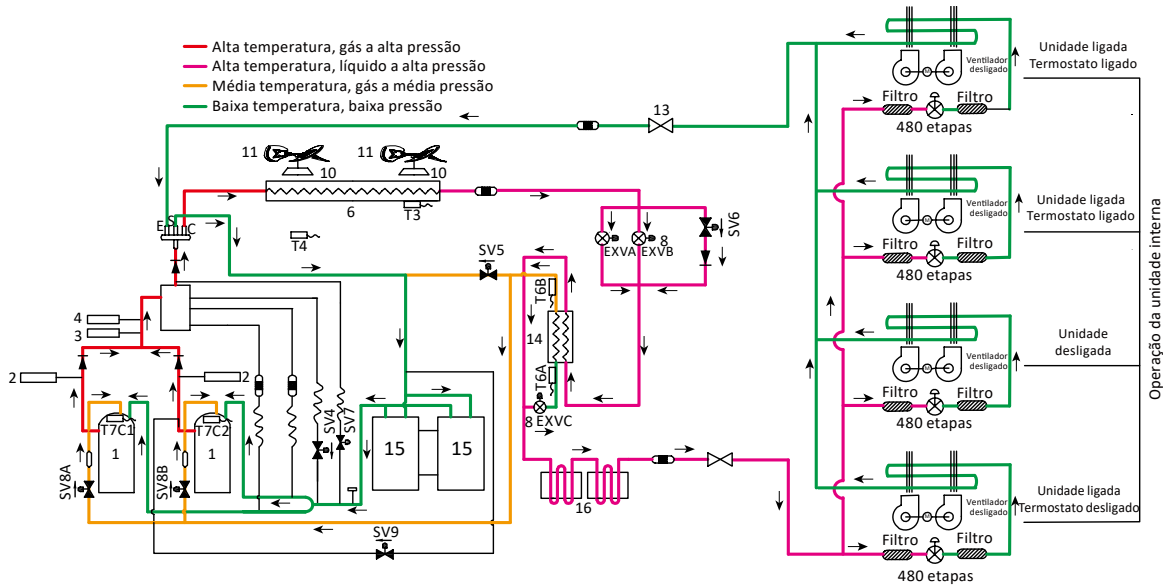 Alta temperatura, gás a alta pressão
Alta temperatura, líquido a alta pressão
Média temperatura, gás a média pressão
Baixa temperatura, baixa pressão
13
11
10
11
10
6
T3
E
S
C
T4
SV5
EXVA
8
EXVB
SV6
T6B
14
T6A
8
EXVC
4
3
2
2
T7C1
1
T7C2
1
SV8A
SV8B
SV4
SV7
15
15
16
SV9
Ventilador
desligado
M
Filtro
Filtro
480 etapas
Unidade ligada
Termostato ligado
Ventilador
desligado
M
Filtro
Filtro
480 etapas
Unidade ligada
Termostato ligado
Ventilador
desligado
M
Filtro
Filtro
480 etapas
Unidade
desligada
Ventilador
desligado
M
Filtro
Filtro
480 etapas
Unidade ligada
Termostato desligado
Operação da unidade interna